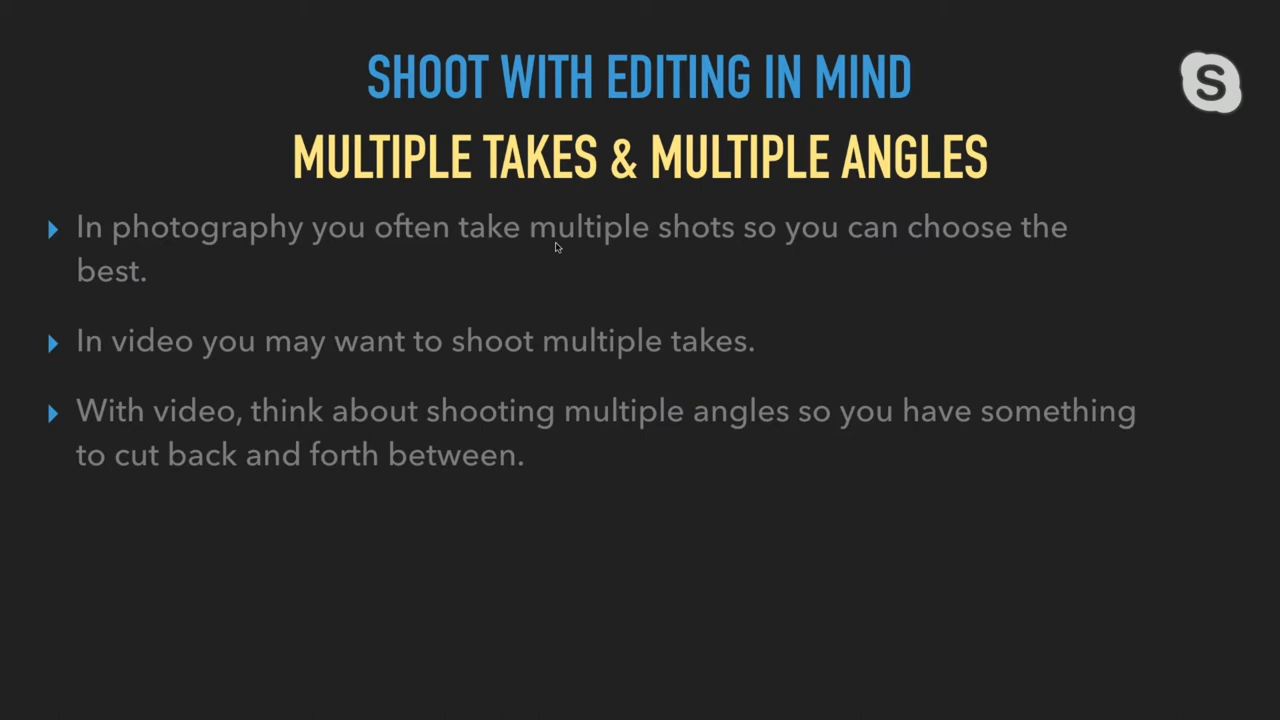 SHOOT WITH EDITING IN MIND
S
MULTIPLE TAKES & MULTIPLE ANGLES
In photography you often take multiple shots so you can choose the
best.
In video you may want to shoot multiple takes.
With video, think about shooting multiple angles so you have something
to cut back and forth between.